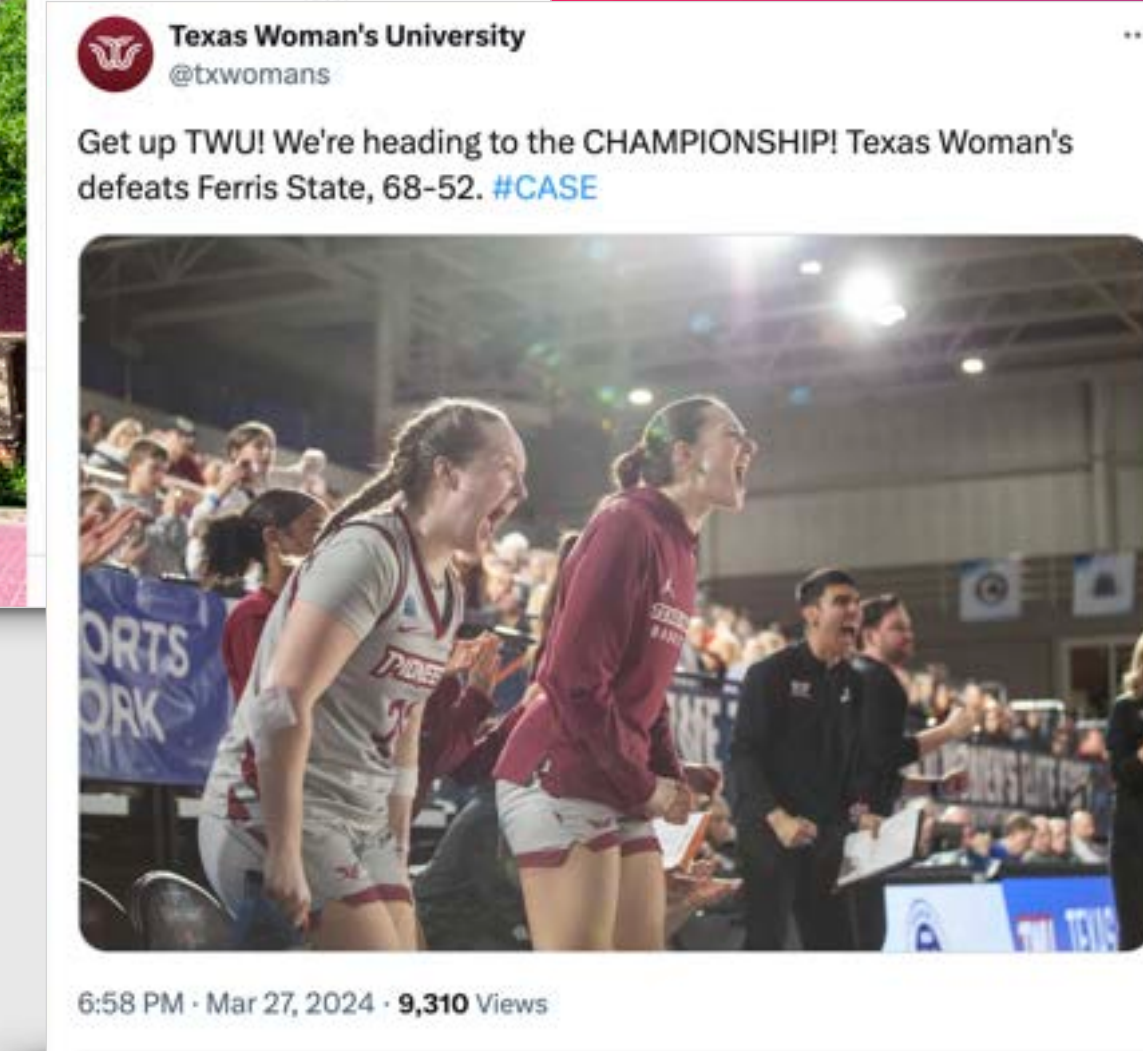 Texas Woman's University
@txwomans
Get up TWU! We're heading to the CHAMPIONSHIP! Texas Woman's
defeats Ferris State, 68-52. #CASE
ORTS
ORK
PIONEE
6:58 PM · Mar 27, 2024 · 9,310 Views